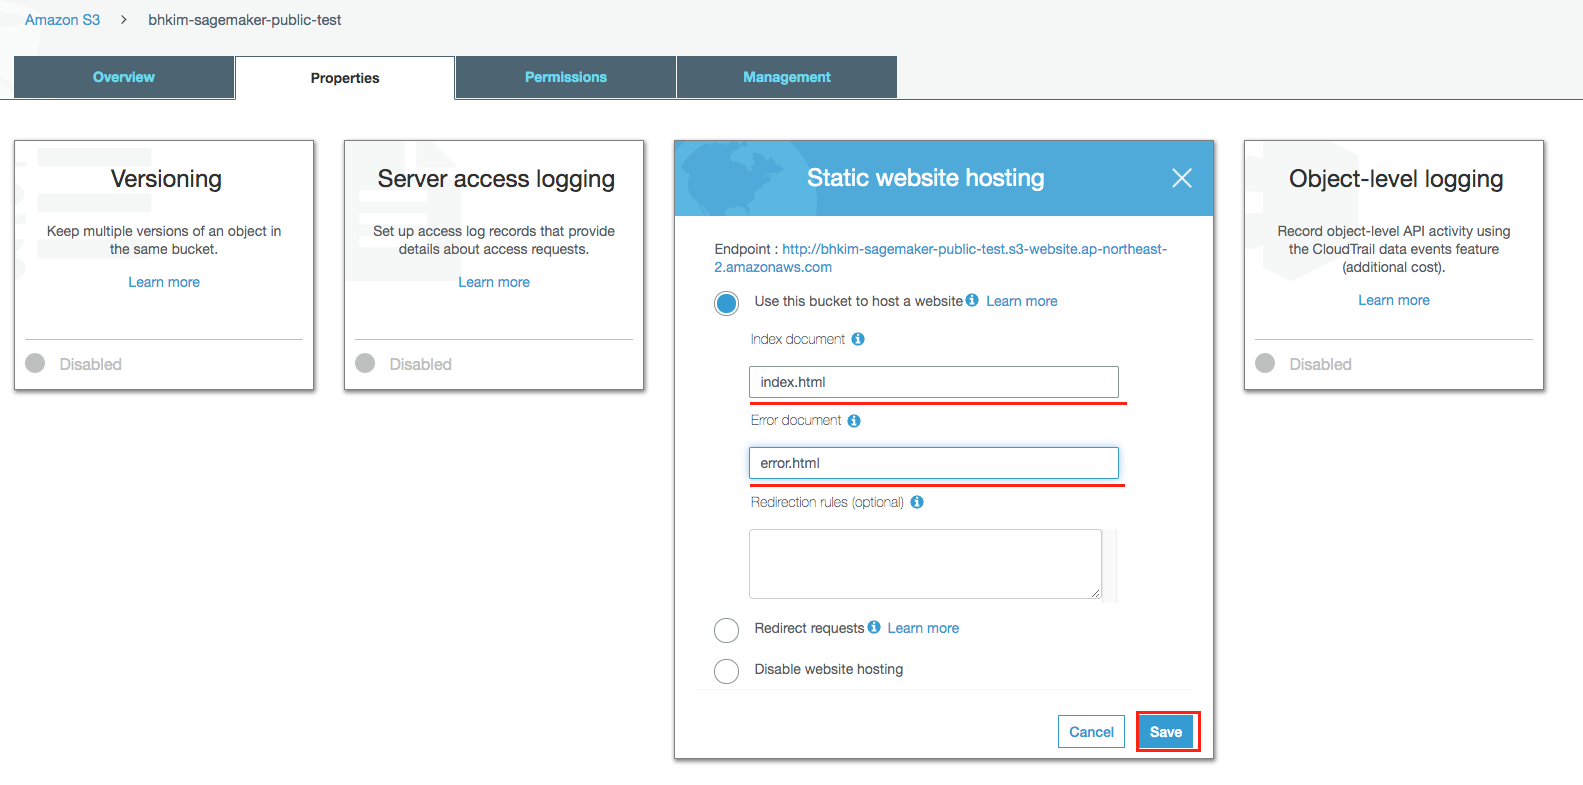 Amazon S3 > bhkim-sagemaker-public-test
Overview
Properties
Permissions
Management
Versioning
Keep multiple versions of an object in
the same bucket.
Learn more
Disabled
Server access logging
Set up access log records that provide
details about access requests.
Learn more
Disabled
Static website hosting
Endpoint : http://bhkim-sagemaker-public-test.s3-website.ap-northeast-
2.amazonaws.com
Use this bucket to host a website Learn more
Index document
index.html
Error document
error.html
Redirection rules (optional)
Redirect requests Learn more
Disable website hosting
Cancel
Save
Object-level logging
Record object-level API activity using
the CloudTrail data events feature
(additional cost).
Learn more
Disabled